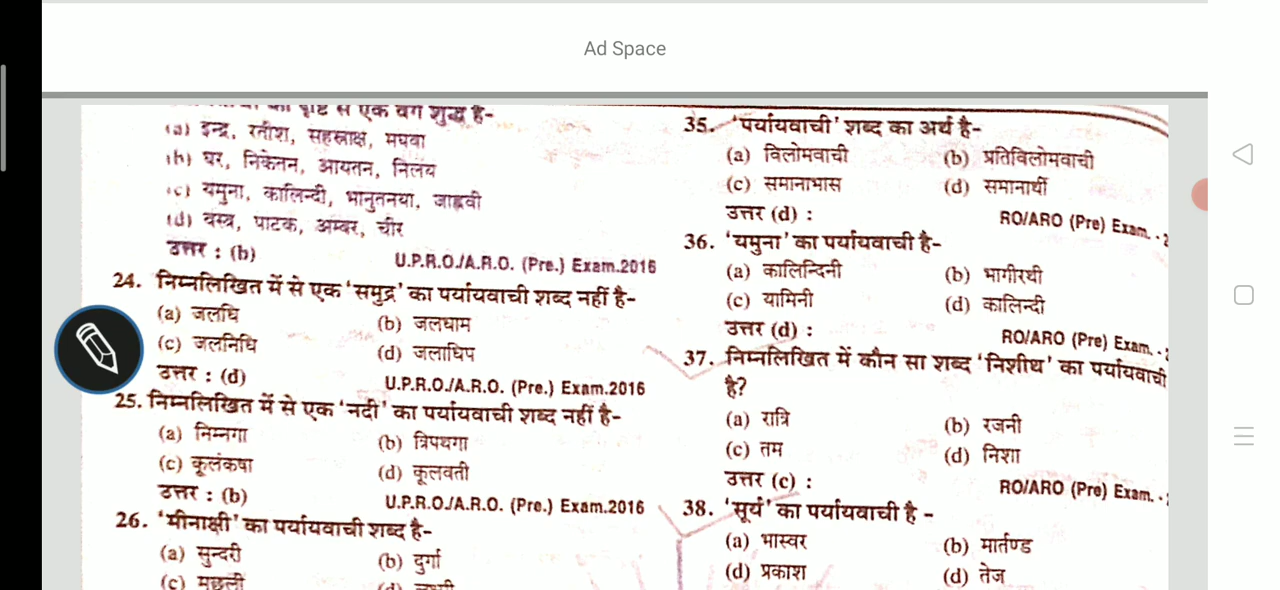 Ad Space
से एक वर्ग शुद्ध है-
(a) इन्द्र, रतीश, सहस्त्राक्ष, मघवा
(b) घर, निकेतन, आयतन, निलय
(c) यमुना, कालिन्दी, भानुतनया, जाह्नवी
(d) वस्त्र, पाटक, अम्बर, चीर
उत्तर : (b)
U.P.R.O./A.R.O. (Pre.) Exam.2016
24. निम्नलिखित में से एक 'समुद्र' का पर्यायवाची शब्द नहीं है-
(a) जलधि (b) जलधाम
(c) जलनिधि (d) जलाधिप
उत्तर : (d)
U.P.R.O./A.R.O. (Pre.) Exam.2016
25. निम्नलिखित में से एक 'नदी' का पर्यायवाची शब्द नहीं है-
(a) निम्नगा (b) त्रिपथगा
(c) कूलंकषा (d) कूलवती
उत्तर : (b)
U.P.R.O./A.R.O. (Pre.) Exam.2016
26. 'मीनाक्षी' का पर्यायवाची शब्द है-
(a) सुन्दरी (b) दुर्गा
(c) मछली
35. 'पर्यायवाची' शब्द का अर्थ है-
(a) विलोमवाची (b) प्रतिविलोमवाची
(c) समानाभास (d) समानार्थी
उत्तर (d) :
RO/ARO (Pre) Exam. -
36. 'यमुना' का पर्यायवाची है-
(a) कालिन्दिनी (b) भागीरथी
(c) यामिनी (d) कालिन्दी
उत्तर (d) :
RO/ARO (Pre) Exam. -
37. निम्नलिखित में कौन सा शब्द 'निशीथ' का पर्यायवाची
है?
(a) रात्रि (b) रजनी
(c) तम (d) निशा
उत्तर (c) :
RO/ARO (Pre) Exam. -
38. 'सूर्य' का पर्यायवाची है -
(a) भास्वर (b) मार्तण्ड
(d) प्रकाश (d) तेज